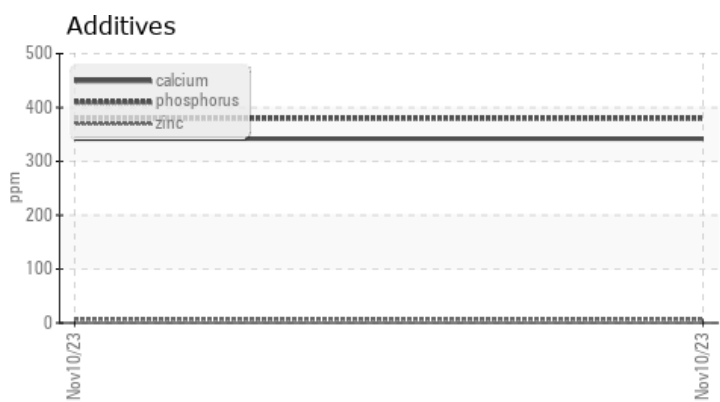 Additives
500
400
300
200
100
0
ppm
calcium
phosphorus
zinc
Nov10/23
Nov10/23